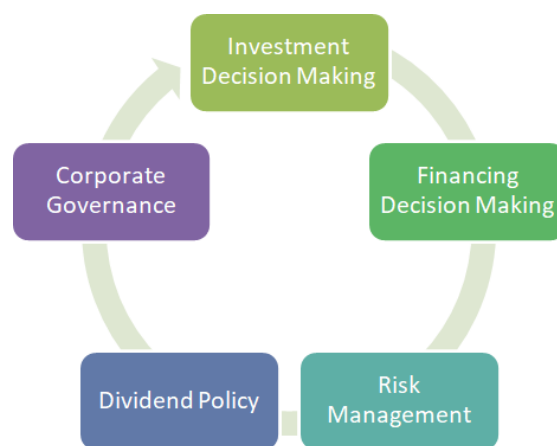 Investment
Decision Making
Financing
Decision Making
Risk
Management
Dividend Policy
Corporate
Governance